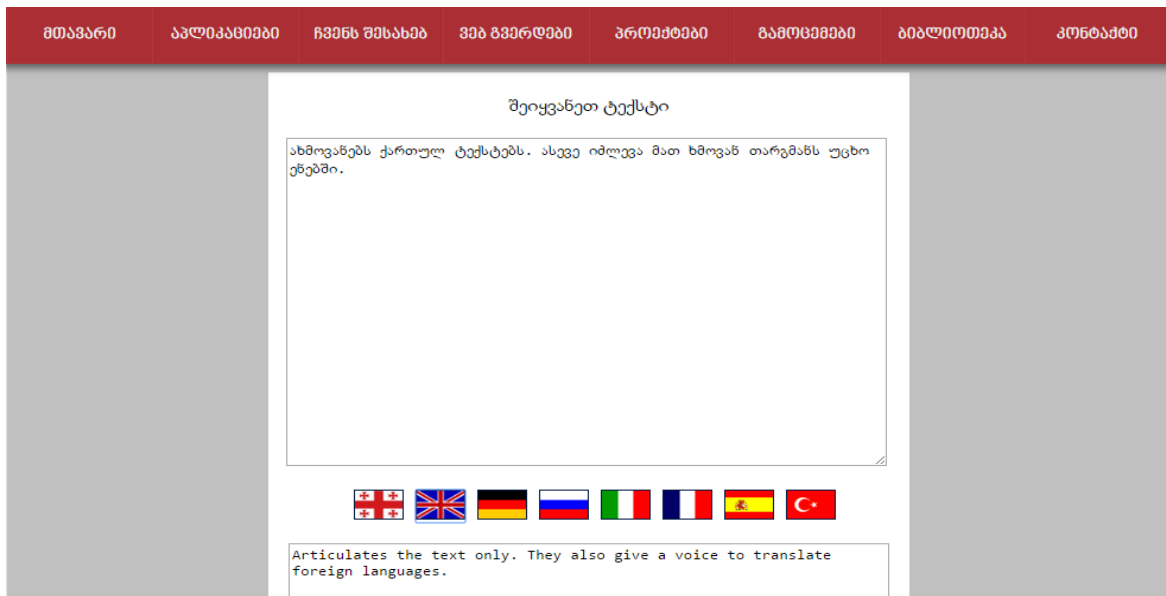 მთავარი აპლიკაციები ჩვენს შესახებ ვებ გვერდები პროექტები გამოცემები ბიბლიოთეკა კონტაქტი
შეიყვანეთ ტექსტი
ახმოვანებს ქართულ ტექსტებს. ასევე იძლევა მათ ხმოვან თარგმანს უცხო
ენებში.
Articulates the text only. They also give a voice to translate
foreign languages.